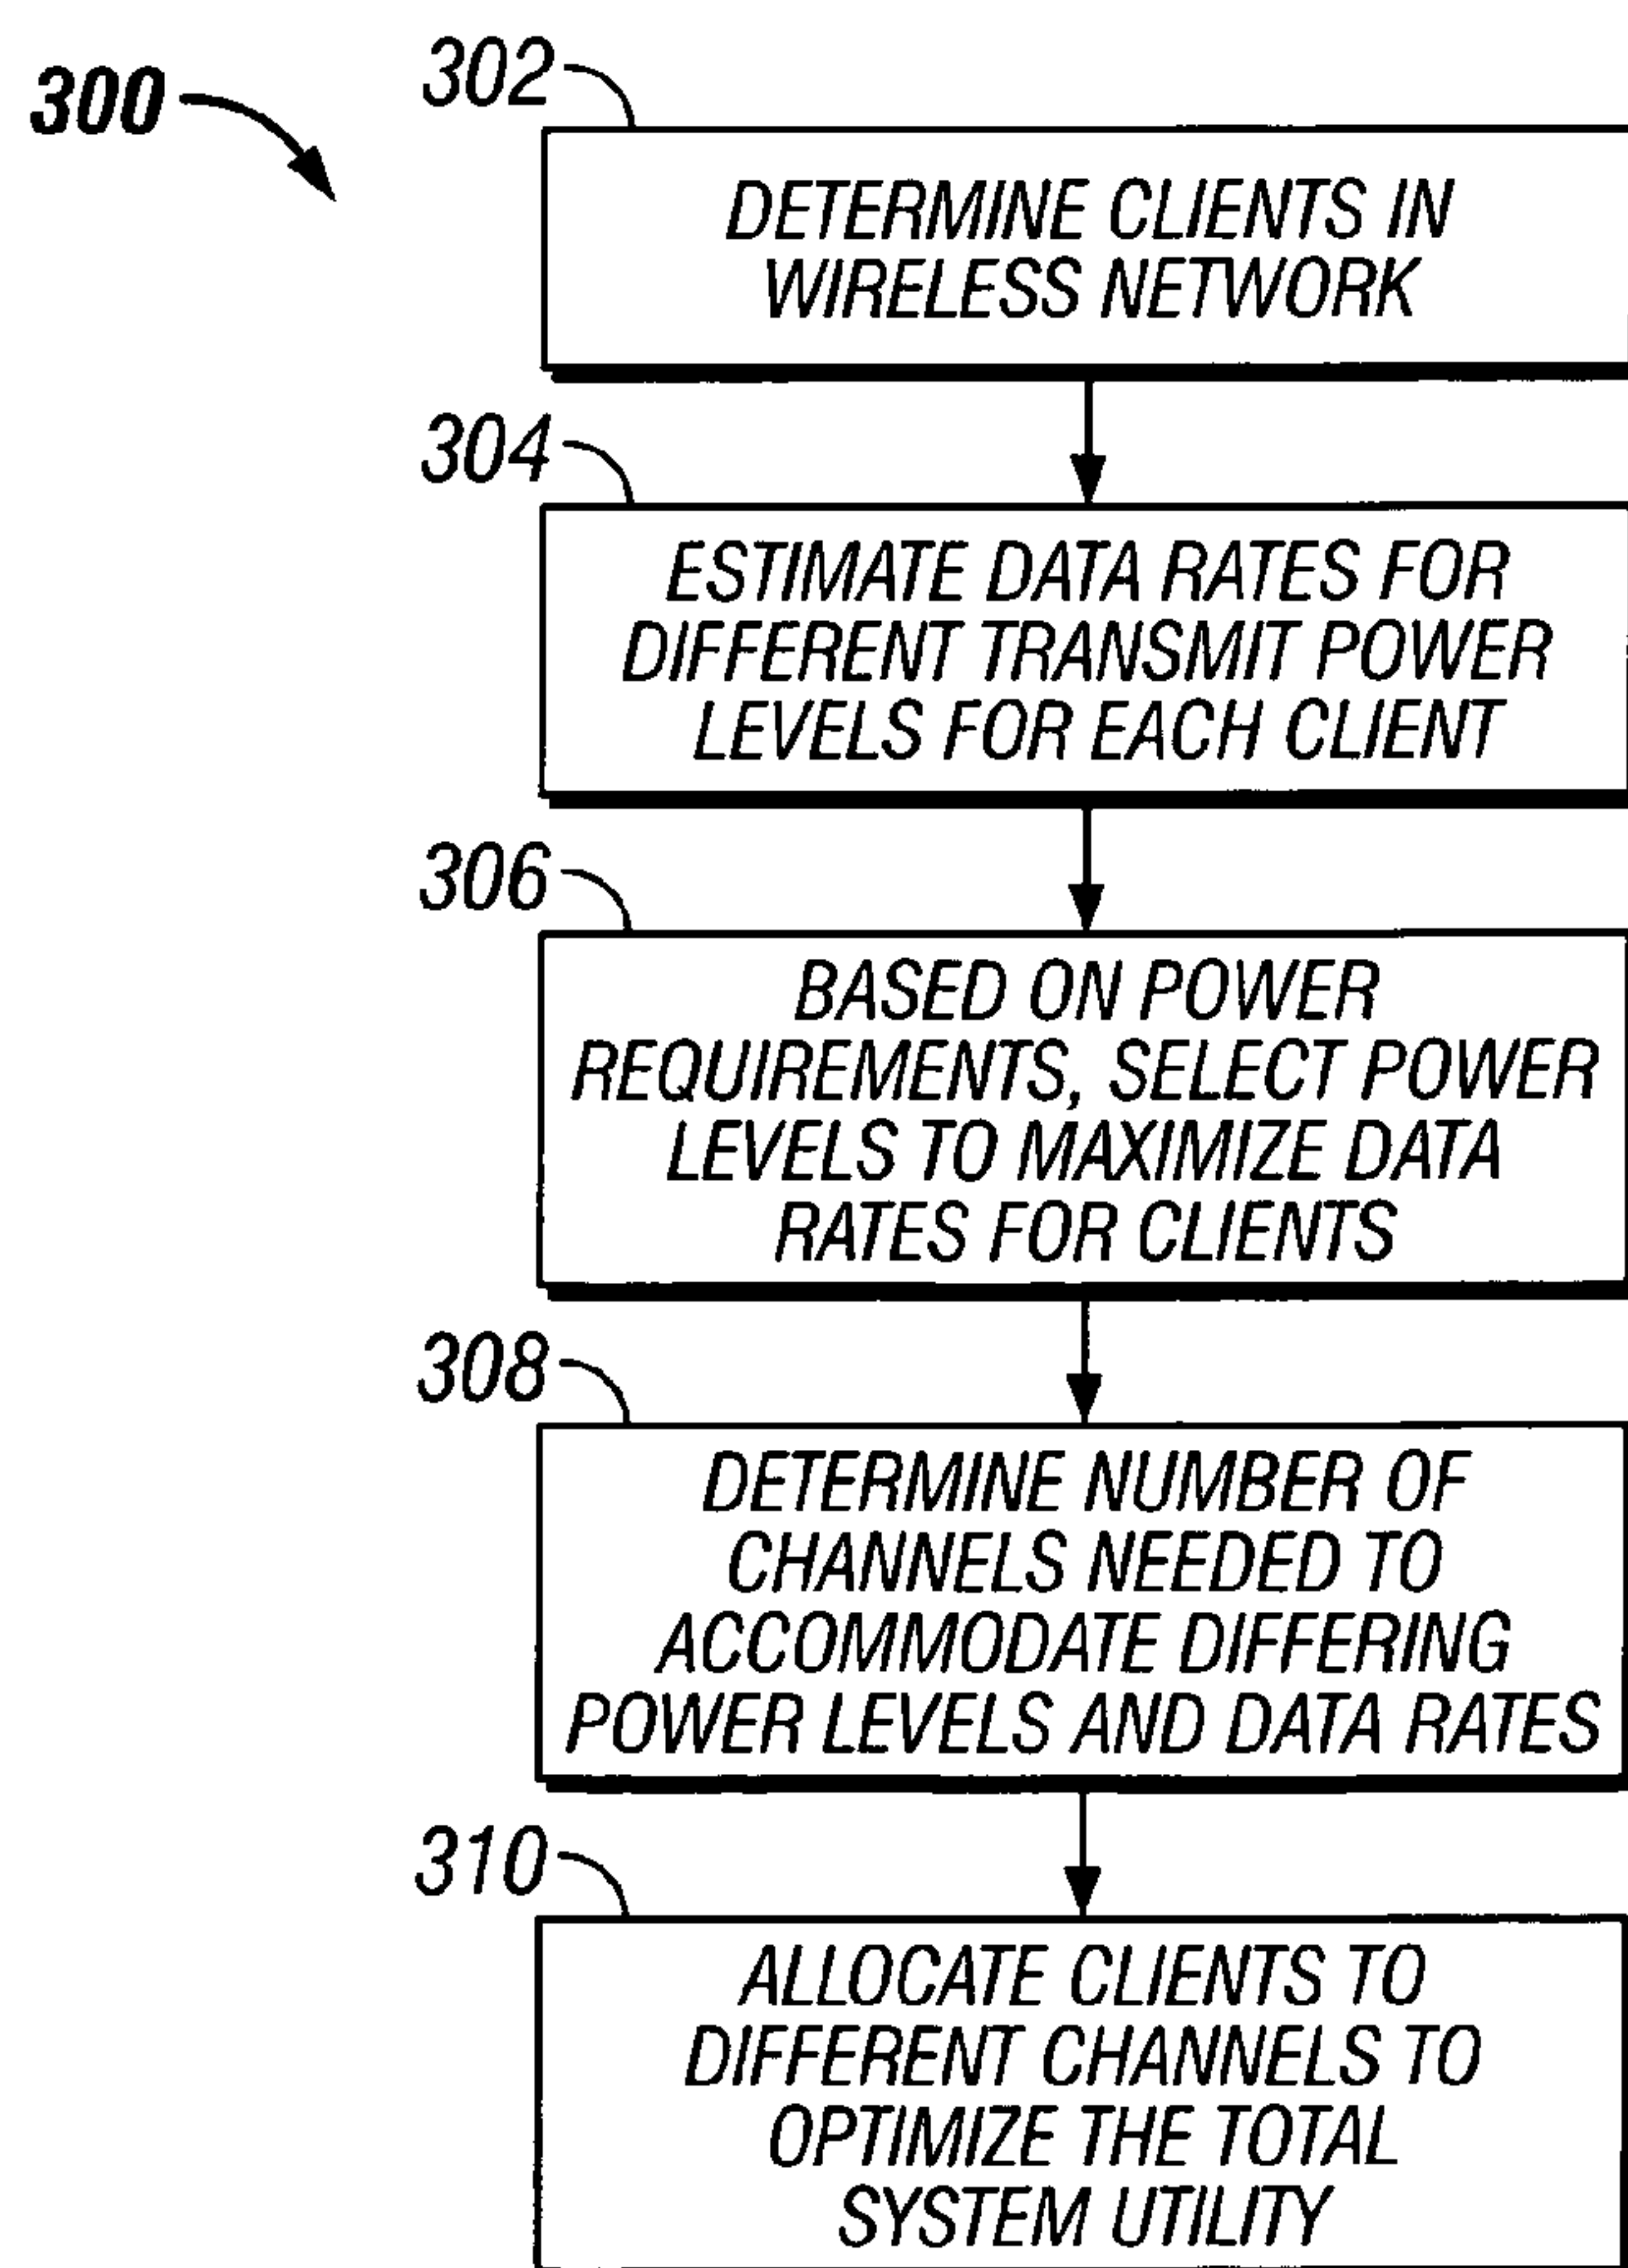 300
302
DETERMINE CLIENTS IN
WIRELESS NETWORK
304
ESTIMATE DATA RATES FOR
DIFFERENT TRANSMIT POWER
LEVELS FOR EACH CLIENT
306
BASED ON POWER
REQUIREMENTS, SELECT POWER
LEVELS TO MAXIMIZE DATA
RATES FOR CLIENTS
308
DETERMINE NUMBER OF
CHANNELS NEEDED TO
ACCOMMODATE DIFFERING
POWER LEVELS AND DATA RATES
310
ALLOCATE CLIENTS TO
DIFFERENT CHANNELS TO
OPTIMIZE THE TOTAL
SYSTEM UTILITY